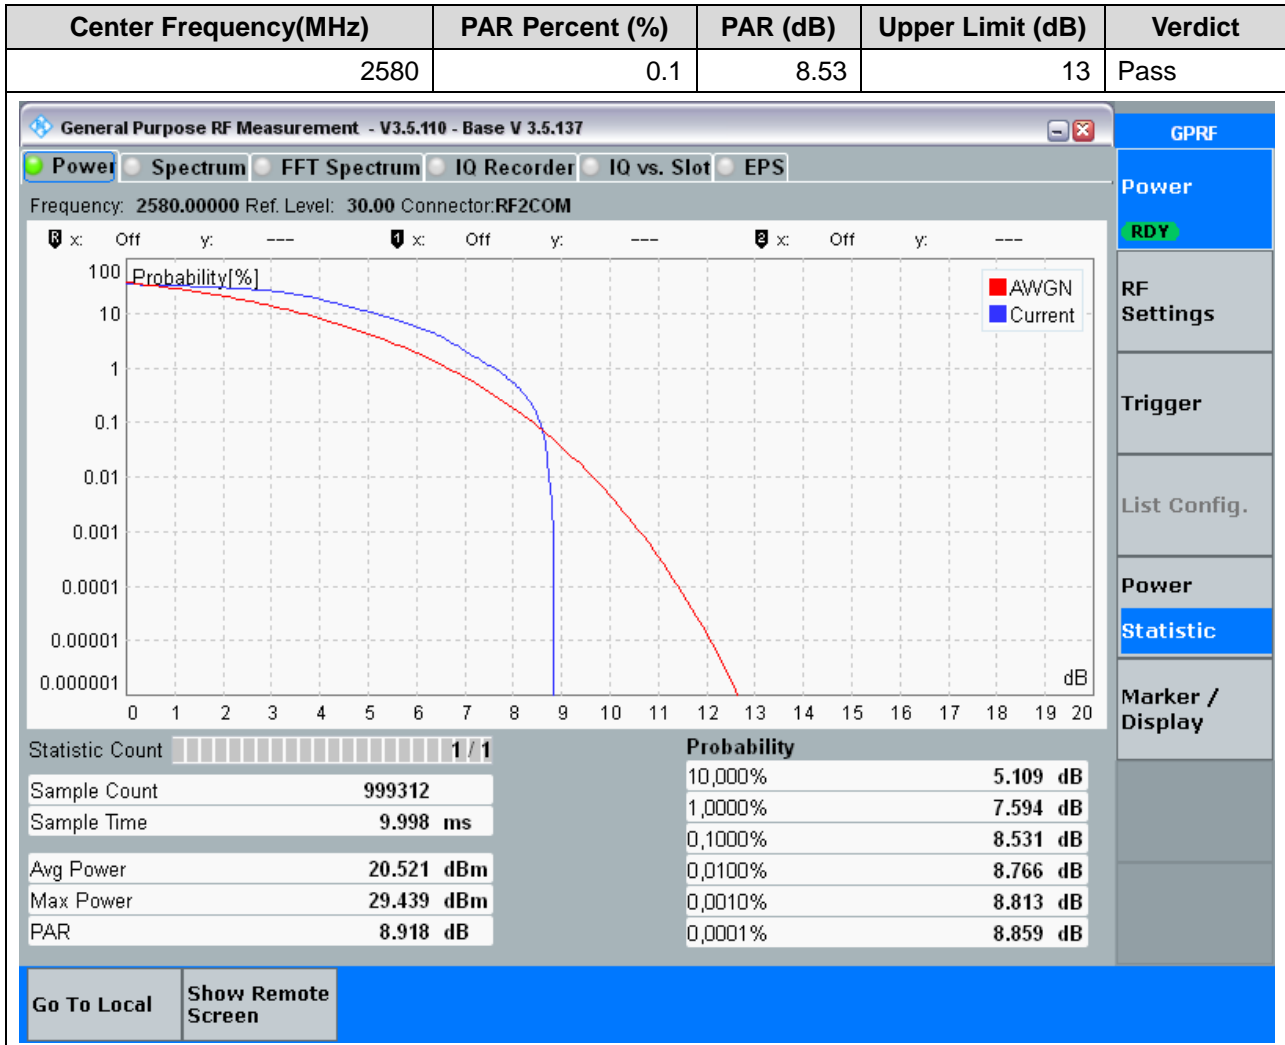 Center Frequency(MHz) PAR Percent (%) PAR (dB) Upper Limit (dB) Verdict
2580 0.1 8.53 13 Pass
General Purpose RF Measurement - V3.5.110 - Base V 3.5.137
GPRF
Power Spectrum FFT Spectrum IQ Recorder IQ vs. Slot EPS
Frequency: 2580.00000 Ref. Level: 30.00 Connector:RF2COM
R x: Off y: --- 1 x: Off y: --- 2 x: Off y: ---
Probability[%]
100
10
1
0.1
0.01
0.001
0.0001
0.00001
0.000001
AWGN
Current
dB
0 1 2 3 4 5 6 7 8 9 10 11 12 13 14 15 16 17 18 19 20
Statistic Count 1 / 1
Sample Count 999312
Sample Time 9.998 ms
Avg Power 20.521 dBm
Max Power 29.439 dBm
PAR 8.918 dB
Probability
10,000% 5.109 dB
1,0000% 7.594 dB
0,1000% 8.531 dB
0,0100% 8.766 dB
0,0010% 8.813 dB
0,0001% 8.859 dB
Power
RDY
RF
Settings
Trigger
List Config.
Power
Statistic
Marker /
Display
Go To Local
Show Remote
Screen